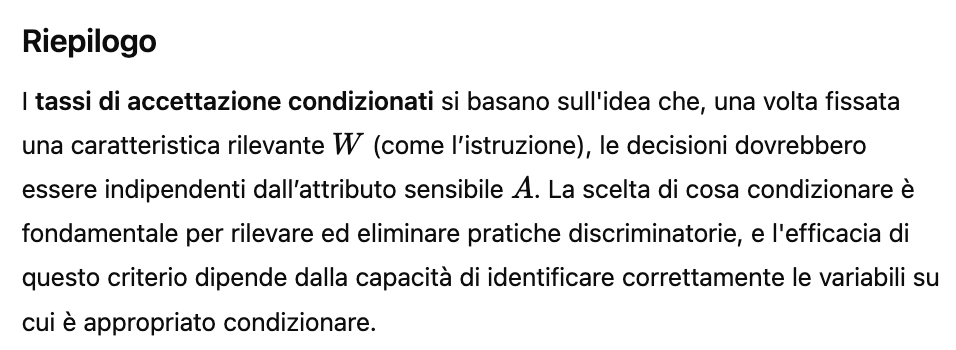 Riepilogo
I tassi di accettazione condizionati si basano sull'idea che, una volta fissata
una caratteristica rilevante W (come l’istruzione), le decisioni dovrebbero
essere indipendenti dall’attributo sensibile A. La scelta di cosa condizionare è
fondamentale per rilevare ed eliminare pratiche discriminatorie, e l'efficacia di
questo criterio dipende dalla capacità di identificare correttamente le variabili su
cui è appropriato condizionare.